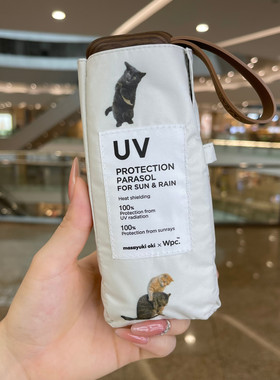 UV
PROTECTION
PARASOL
FOR SUN & RAIN
Heat shielding
100%
Protection from
UV radiation
100%
Protection from sunrays
masayuki oki × Wpc.™